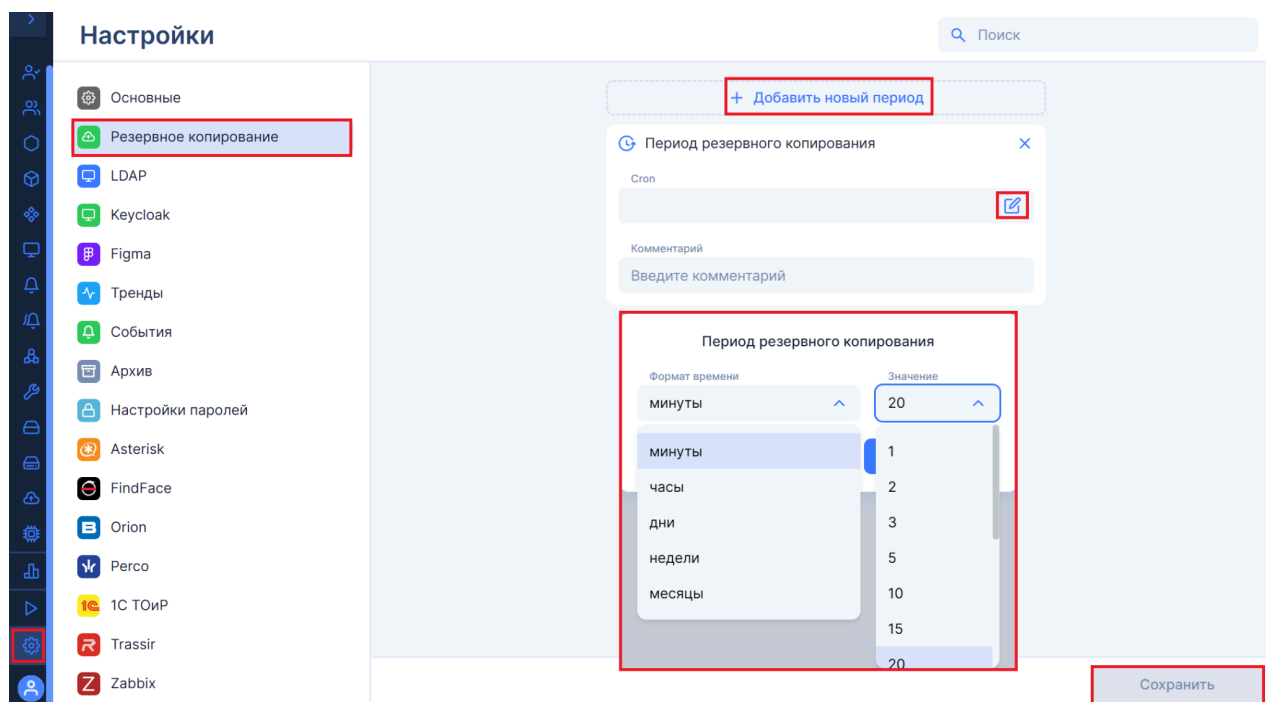 Настройки
Поиск
Основные
Резервное копирование
LDAP
Keycloak
Figma
Тренды
События
Архив
Настройки паролей
Asterisk
FindFace
Orion
Perco
1С ТОиР
Trassir
Zabbix
+ Добавить новый период
Период резервного копирования
Cron
Комментарий
Введите комментарий
Период резервного копирования
Формат времени
Значение
минуты
20
минуты
часы
дни
недели
месяцы
1
2
3
5
10
15
20
Сохранить